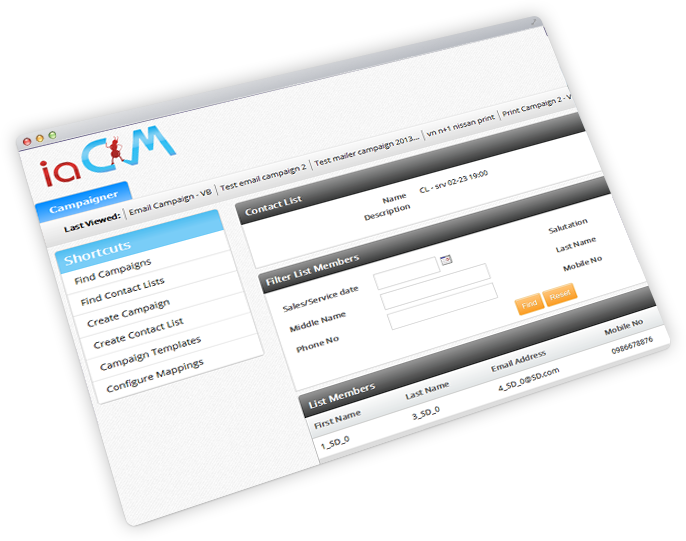 iaCRM
Campaigner
Last Viewed: Email Campaign - VB Test email campaign 2 Test mailer campaign 2013.... vn n+1 nissan print Print Campaign 2 - V
Shortcuts
Find Campaigns
Find Contact Lists
Create Campaign
Create Contact List
Campaign Templates
Configure Mappings
Contact List
Name CL - srv 02-23 19:00
Description
Filter List Members
Sales/Service date Salutation
Middle Name Last Name
Phone No Mobile No
Find Reset
List Members
First Name Last Name Email Address Mobile No
1_SD_0 3_SD_0 4_SD_0@SD.com 0986678876